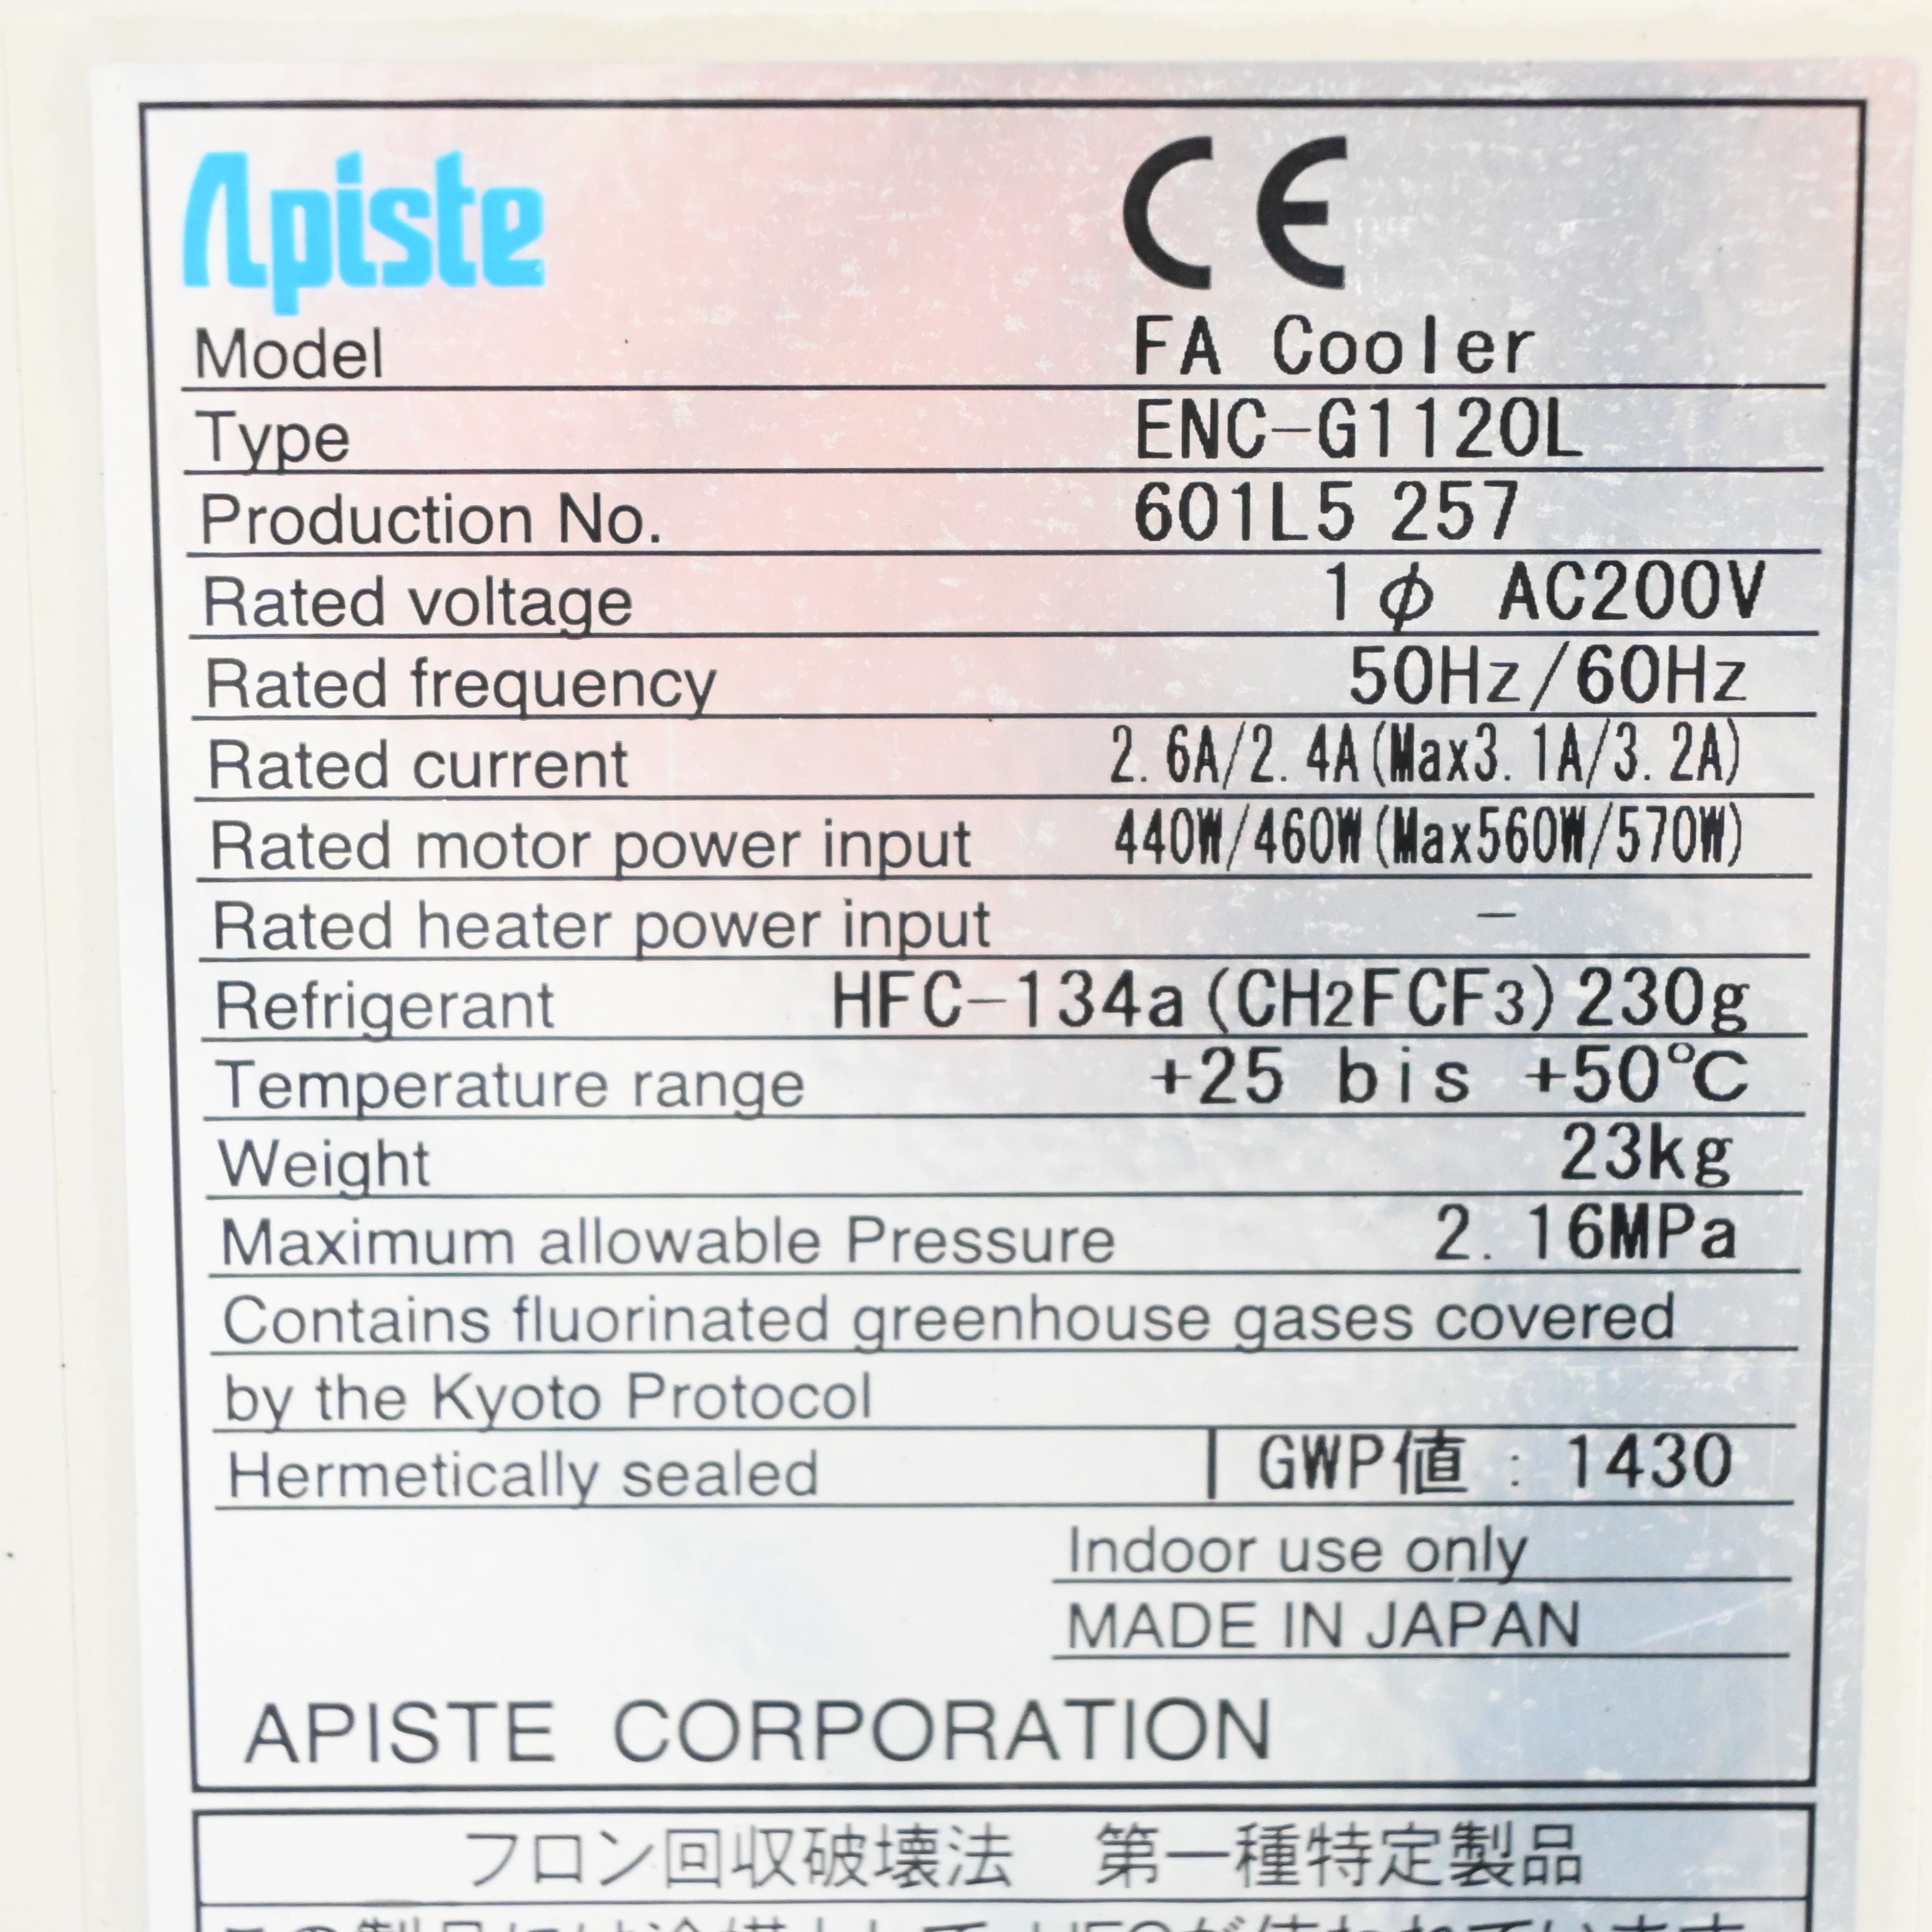 Apiste CE
Model FA Cooler
Type ENC-G1120L
Production No. 601L5 257
Rated voltage 1φ AC200V
Rated frequency 50Hz/60Hz
Rated current 2.6A/2.4A(Max3.1A/3.2A)
Rated motor power input 440W/460W(Max560W/570W)
Rated heater power input −
Refrigerant HFC-134a(CH2FCF3)230g
Temperature range +25 bis +50℃
Weight 23kg
Maximum allowable Pressure 2.16MPa
Contains fluorinated greenhouse gases covered
by the Kyoto Protocol
Hermetically sealed | GWP値 : 1430
Indoor use only
MADE IN JAPAN
APISTE CORPORATION
フロン回収破壊法 第一種特定製品